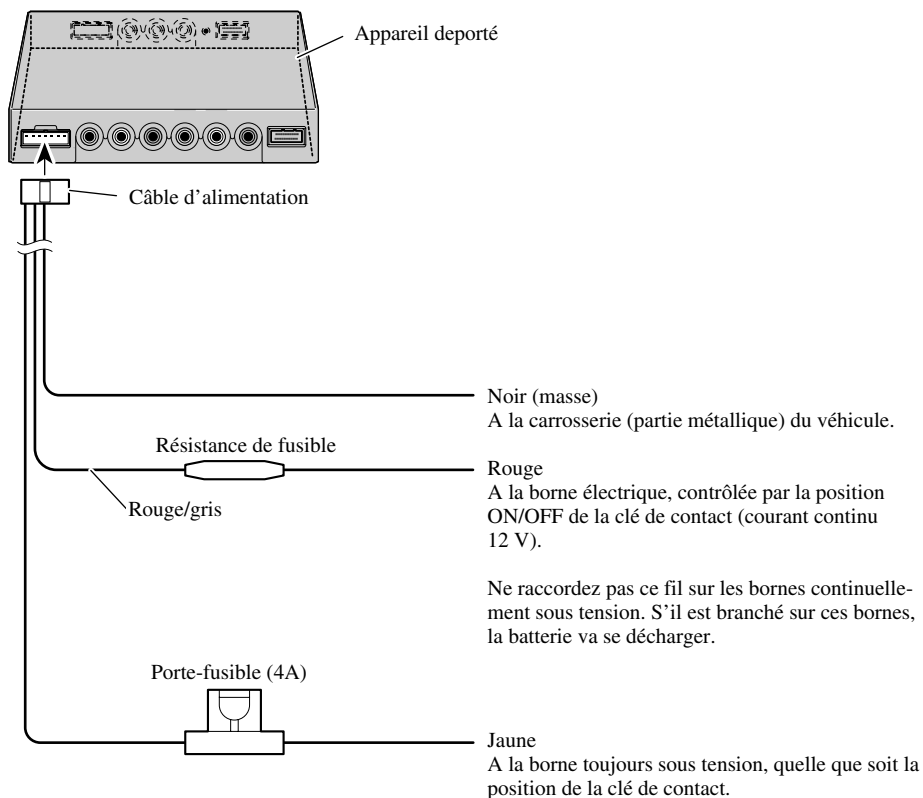 Appareil deporté
Câble d’alimentation
Noir (masse)
A la carrosserie (partie métallique) du véhicule.
Résistance de fusible
Rouge
A la borne électrique, contrôlée par la position
ON/OFF de la clé de contact (courant continu
12 V).
Rouge/gris
Ne raccordez pas ce fil sur les bornes continuelle-
ment sous tension. S’il est branché sur ces bornes,
la batterie va se décharger.
Porte-fusible (4A)
Jaune
A la borne toujours sous tension, quelle que soit la
position de la clé de contact.